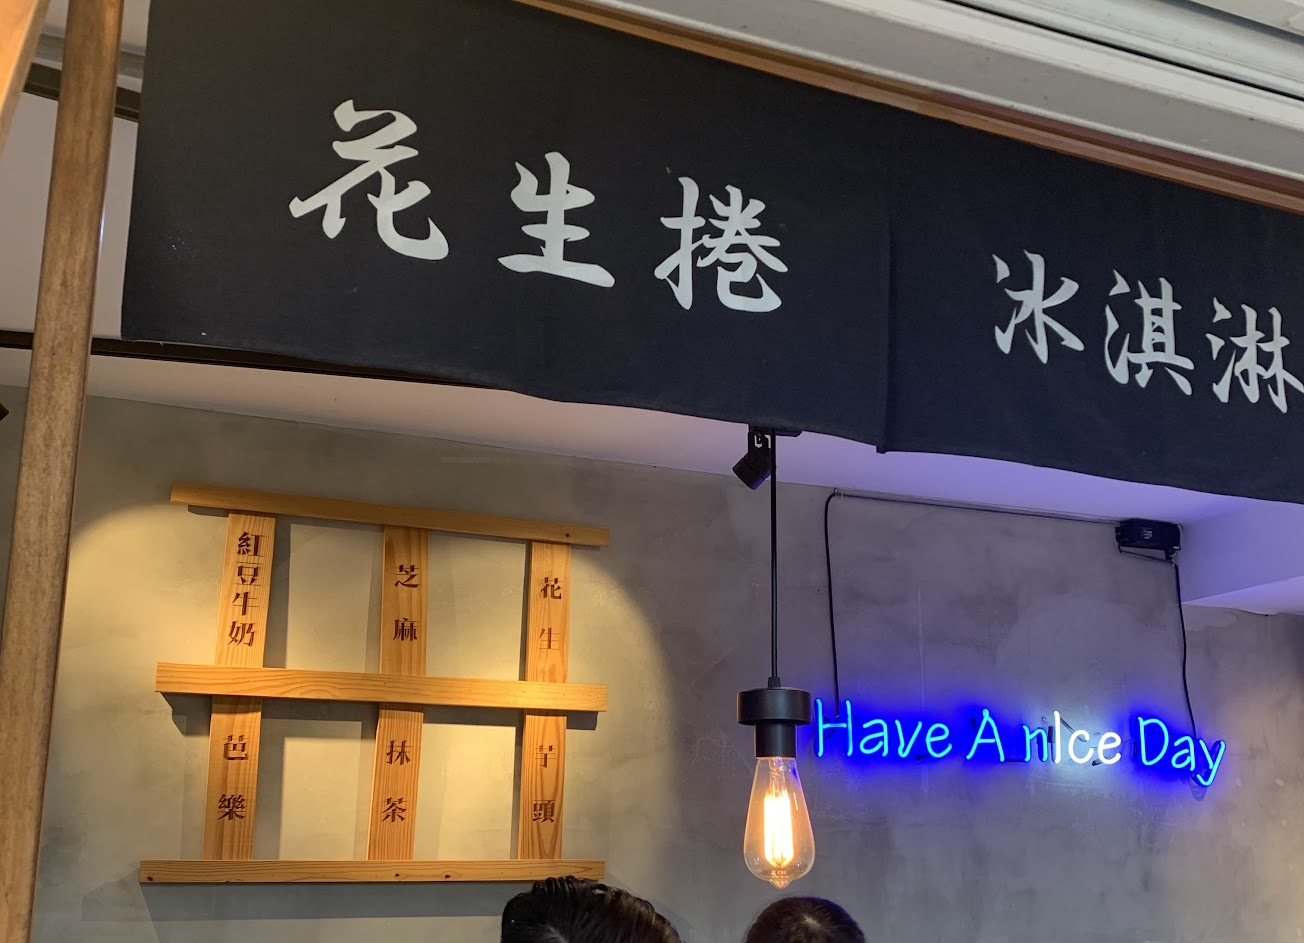 花生捲
冰淇淋
花生
芝麻
紅豆牛奶
芋頭
抹茶
芭樂
Have A nIce Day